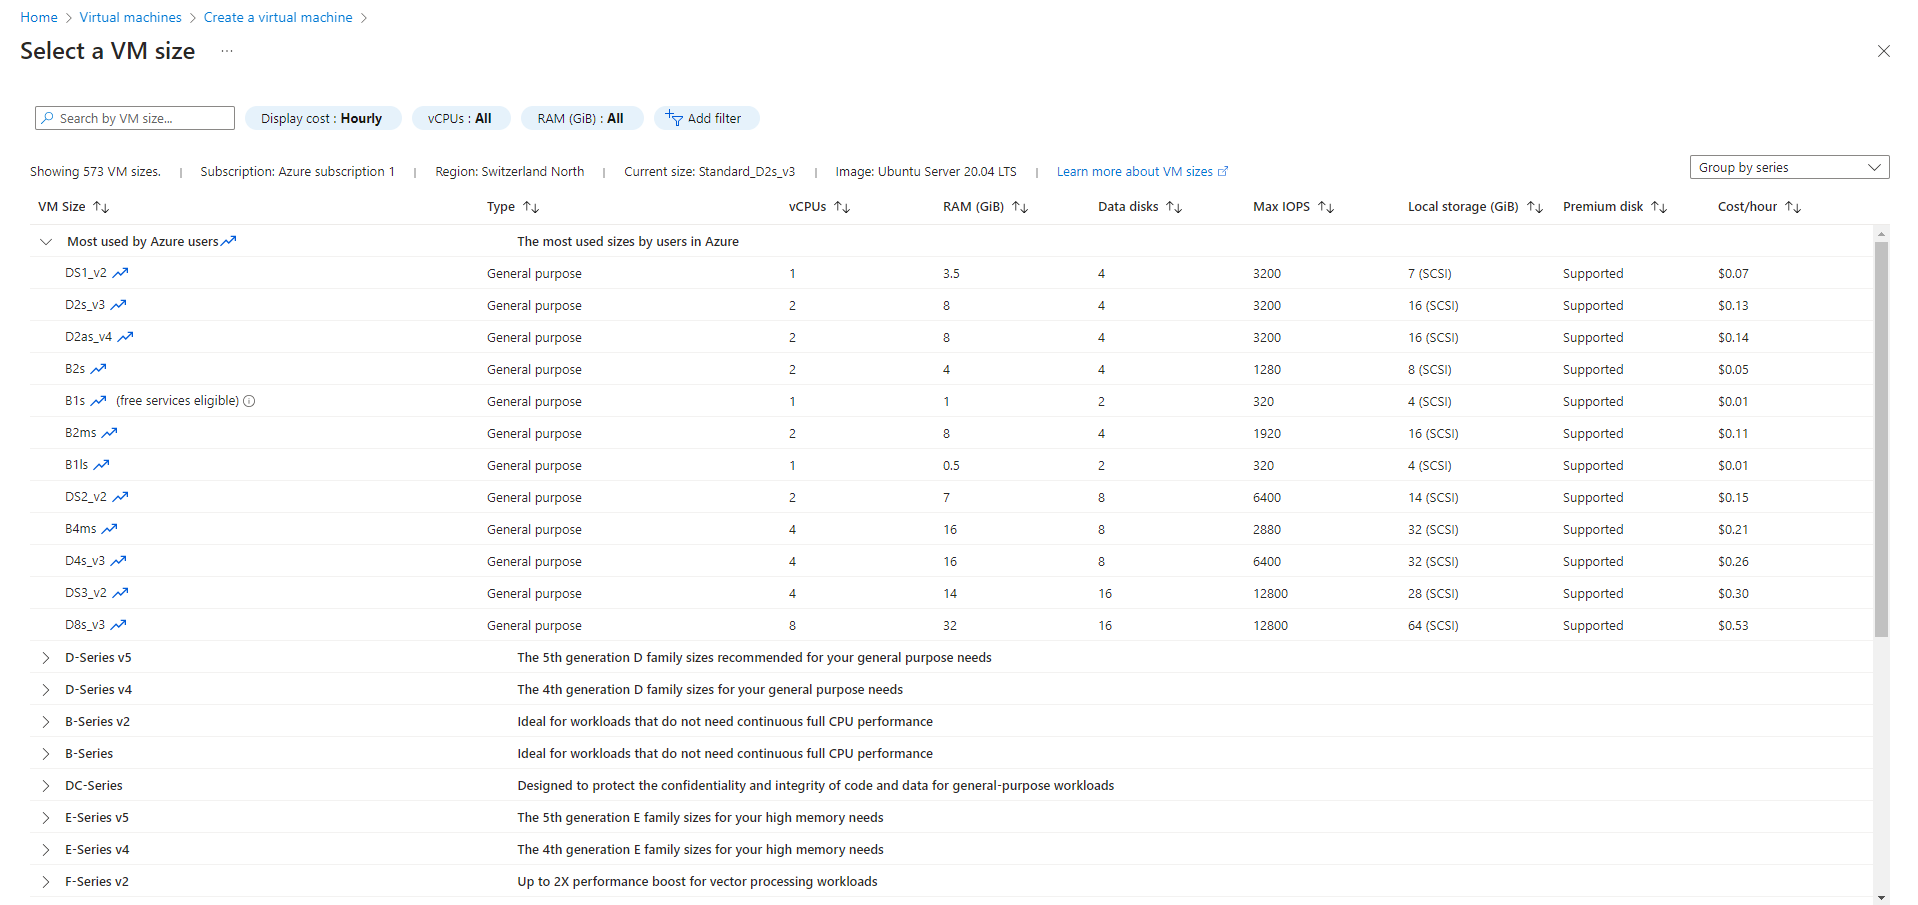 Home > Virtual machines > Create a virtual machine >
Select a VM size ...
Search by VM size... Display cost : Hourly vCPUs : All RAM (GiB) : All Add filter
Showing 573 VM sizes. | Subscription: Azure subscription 1 | Region: Switzerland North | Current size: Standard_D2s_v3 | Image: Ubuntu Server 20.04 LTS | Learn more about VM sizes Group by series
VM Size Type vCPUs RAM (GiB) Data disks Max IOPS Local storage (GiB) Premium disk Cost/hour
Most used by Azure users The most used sizes by users in Azure
DS1_v2 General purpose 1 3.5 4 3200 7 (SCSI) Supported $0.07
D2s_v3 General purpose 2 8 4 3200 16 (SCSI) Supported $0.13
D2as_v4 General purpose 2 8 4 3200 16 (SCSI) Supported $0.14
B2s General purpose 2 4 4 1280 8 (SCSI) Supported $0.05
B1s (free services eligible) General purpose 1 1 2 320 4 (SCSI) Supported $0.01
B2ms General purpose 2 8 4 1920 16 (SCSI) Supported $0.11
B1ls General purpose 1 0.5 2 320 4 (SCSI) Supported $0.01
DS2_v2 General purpose 2 7 8 6400 14 (SCSI) Supported $0.15
B4ms General purpose 4 16 8 2880 32 (SCSI) Supported $0.21
D4s_v3 General purpose 4 16 8 6400 32 (SCSI) Supported $0.26
DS3_v2 General purpose 4 14 16 12800 28 (SCSI) Supported $0.30
D8s_v3 General purpose 8 32 16 12800 64 (SCSI) Supported $0.53
D-Series v5 The 5th generation D family sizes recommended for your general purpose needs
D-Series v4 The 4th generation D family sizes for your general purpose needs
B-Series v2 Ideal for workloads that do not need continuous full CPU performance
B-Series Ideal for workloads that do not need continuous full CPU performance
DC-Series Designed to protect the confidentiality and integrity of code and data for general-purpose workloads
E-Series v5 The 5th generation E family sizes for your high memory needs
E-Series v4 The 4th generation E family sizes for your high memory needs
F-Series v2 Up to 2X performance boost for vector processing workloads